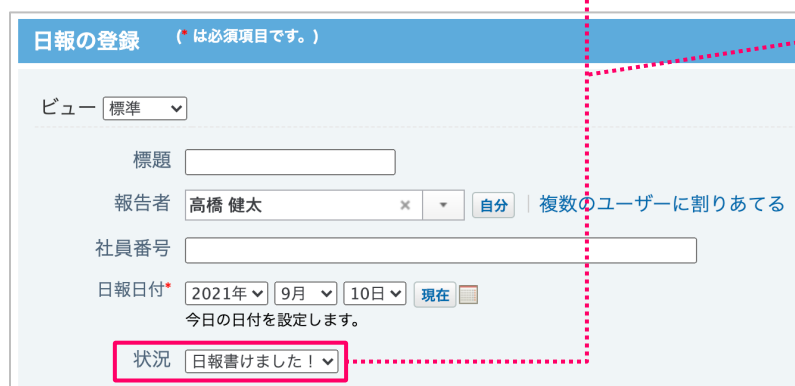 日報の登録 (* は必須項目です。)
ビュー 標準
標題
報告者 高橋 健太 × 自分 複数のユーザーに割りあてる
社員番号
日報日付* 2021年 9月 10日 現在
今日の日付を設定します。
状況 日報書けました！